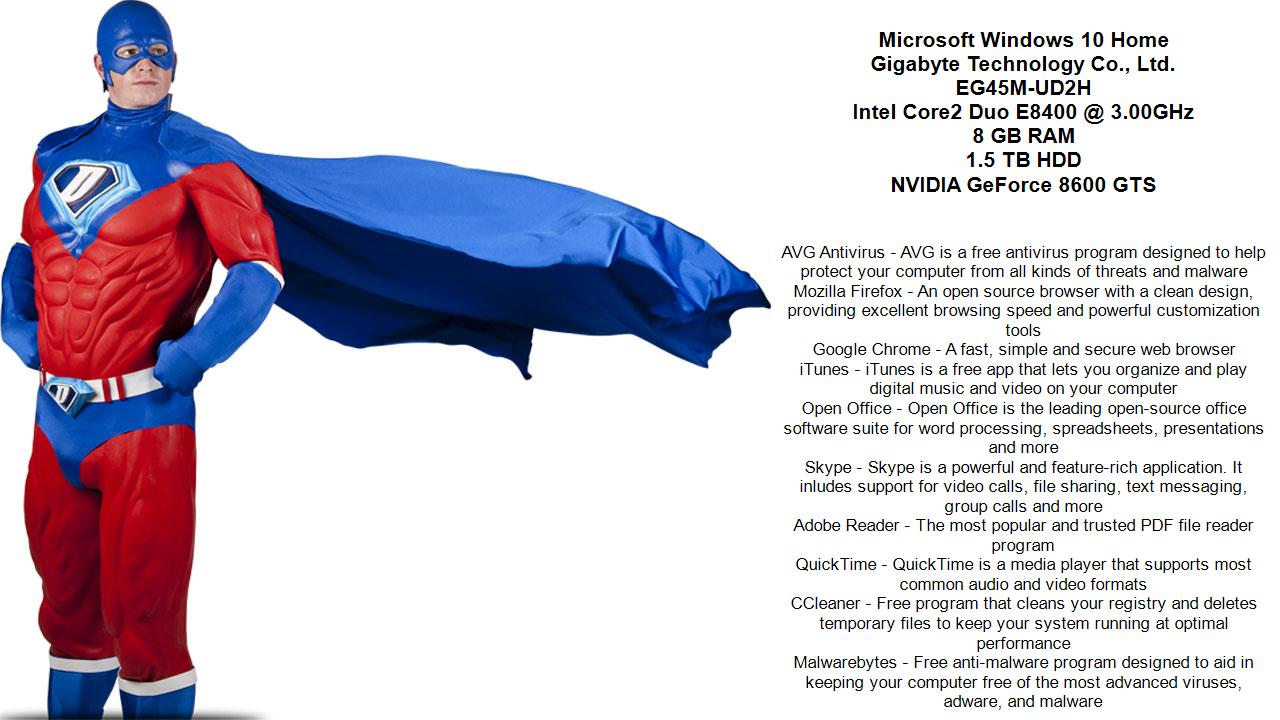 D
D
Microsoft Windows 10 Home
Gigabyte Technology Co., Ltd.
EG45M-UD2H
Intel Core2 Duo E8400 @ 3.00GHz
8 GB RAM
1.5 TB HDD
NVIDIA GeForce 8600 GTS
AVG Antivirus - AVG is a free antivirus program designed to help
protect your computer from all kinds of threats and malware
Mozilla Firefox - An open source browser with a clean design,
providing excellent browsing speed and powerful customization
tools
Google Chrome - A fast, simple and secure web browser
iTunes - iTunes is a free app that lets you organize and play
digital music and video on your computer
Open Office - Open Office is the leading open-source office
software suite for word processing, spreadsheets, presentations
and more
Skype - Skype is a powerful and feature-rich application. It
inludes support for video calls, file sharing, text messaging,
group calls and more
Adobe Reader - The most popular and trusted PDF file reader
program
QuickTime - QuickTime is a media player that supports most
common audio and video formats
CCleaner - Free program that cleans your registry and deletes
temporary files to keep your system running at optimal
performance
Malwarebytes - Free anti-malware program designed to aid in
keeping your computer free of the most advanced viruses,
adware, and malware